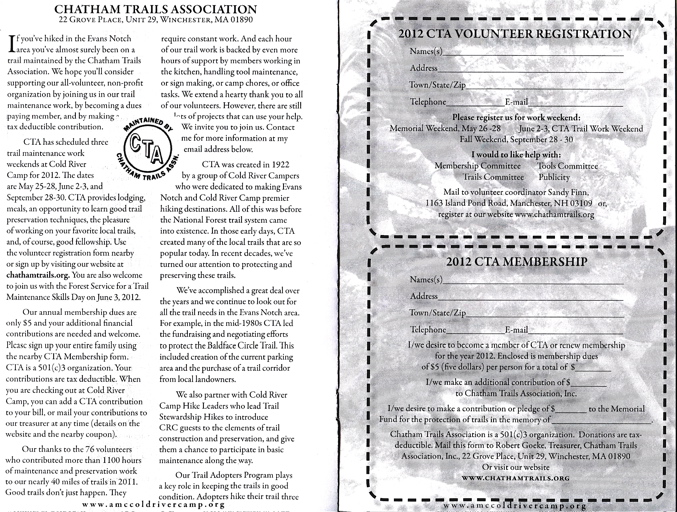 CHATHAM TRAILS ASSOCIATION
22 GROVE PLACE, UNIT 29, WINCHESTER, MA 01890
If you've hiked in the Evans Notch
area you've almost surely been on a
trail maintained by the Chatham Trails
Association. We hope you'll consider
supporting our all-volunteer, non-profit
organization by joining us in our trail
maintenance work, by becoming a dues
paying member, and by making
tax deductible contribution.
CTA has scheduled three
trail maintenance work
weekends at Cold River
Camp for 2012. The dates
are May 25-28, June 2-3, and
September 28-30. CTA provides lodging,
meals, an opportunity to learn good trail
preservation techniques, the pleasure
of working on your favorite local trails,
and, of course, good fellowship. Use
the volunteer registration form nearby
or sign up by visiting our website at
chathamtrails.org. You are also welcome
to join us with the Forest Service for a Trail
Maintenance Skills Day on June 3, 2012.
Our annual membership dues are
only $5 and your additional financial
contributions are needed and welcome.
Please sign up your entire family using
the nearby CTA Membership form.
CTA is a 501(c)3 organization. Your
contributions are tax deductible. When
you are checking out at Cold River
Camp, you can add a CTA contribution
to your bill, or mail your contributions to
our treasurer at any time (details on the
website and the nearby coupon).
Our thanks to the 76 volunteers
who contributed more than 1100 hours
of maintenance and preservation work
to our nearly 40 miles of trails in 2011.
Good trails don't just happen. They
MAINTAINED BY
CTA
CHATHAM TRAILS ASSN.
require constant work. And each hour
of our trail work is backed by even more
hours of support by members working in
the kitchen, handling tool maintenance,
or sign making, or camp chores, or office
tasks. We extend a hearty thank you to all
of our volunteers. However, there are still
of projects that can use your help.
We invite you to join us. Contact
me for more information at my
email address below.
CTA was created in 1922
by a group of Cold River Campers
who were dedicated to making Evans
Notch and Cold River Camp premier
hiking destinations. All of this was before
the National Forest trail system came
into existence. In those early days, CTA
created many of the local trails that are so
popular today. In recent decades, we've
turned our attention to protecting and
preserving these trails.
We've accomplished a great deal over
the years and we continue to look out for
all the trail needs in the Evans Notch area.
For example, in the mid-1980s CTA led
the fundraising and negotiating efforts
to protect the Baldface Circle Trail. This
included creation of the current parking
area and the purchase of a trail corridor
from local landowners.
We also partner with Cold River
Camp Hike Leaders who lead Trail
Stewardship Hikes to introduce
CRC guests to the elements of trail
construction and preservation, and give
them a chance to participate in basic
maintenance along the way.
Our Trail Adopters Program plays
a key role in keeping the trails in good
condition. Adopters hike their trail three
www.amccoldrivercamp.org
2012 CTA VOLUNTEER REGISTRATION
Names(s)
Address
Town/State/Zip
Telephone E-mail
Please register us for work weekend:
Memorial Weekend, May 26-28 June 2-3, CTA Trail Work Weekend
Fall Weekend, September 28 - 30
I would like to help with:
Membership Committee Tools Committee
Trails Committee Publicity
Mail to volunteer coordinator Sandy Finn,
1163 Island Pond Road, Manchester, NH 03109 or,
register at our website www.chathamtrails.org
2012 CTA MEMBERSHIP
Names(s)
Address
Town/State/Zip
Telephone E-mail
I/we desire to become a member of CTA or renew membership
for the year 2012. Enclosed is membership dues
of $5 (five dollars) per person for a total of $
I/we make an additional contribution of $
to Chatham Trails Association, Inc.
I/we desire to make a contribution or pledge of $ to the Memorial
Fund for the protection of trails in the memory of
Chatham Trails Association is a 501(c)3 organization. Donations are tax-
deductible. Mail this form to Robert Goeke, Treasurer, Chatham Trails
Association, Inc., 22 Grove Place, Unit 29, Winchester, MA 01890
Or visit our website
WWW.CHATHAMTRAILS.ORG
www.amccoldrivercamp.org